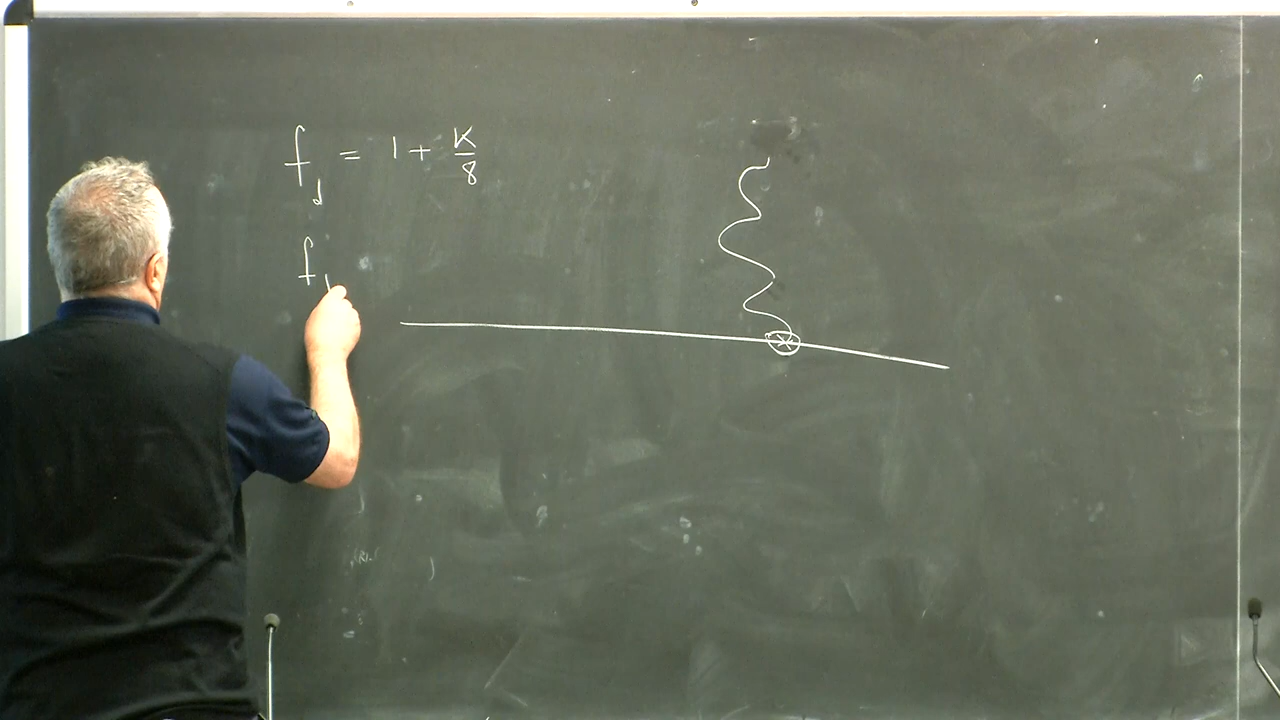 f_d = 1 + K/8
f